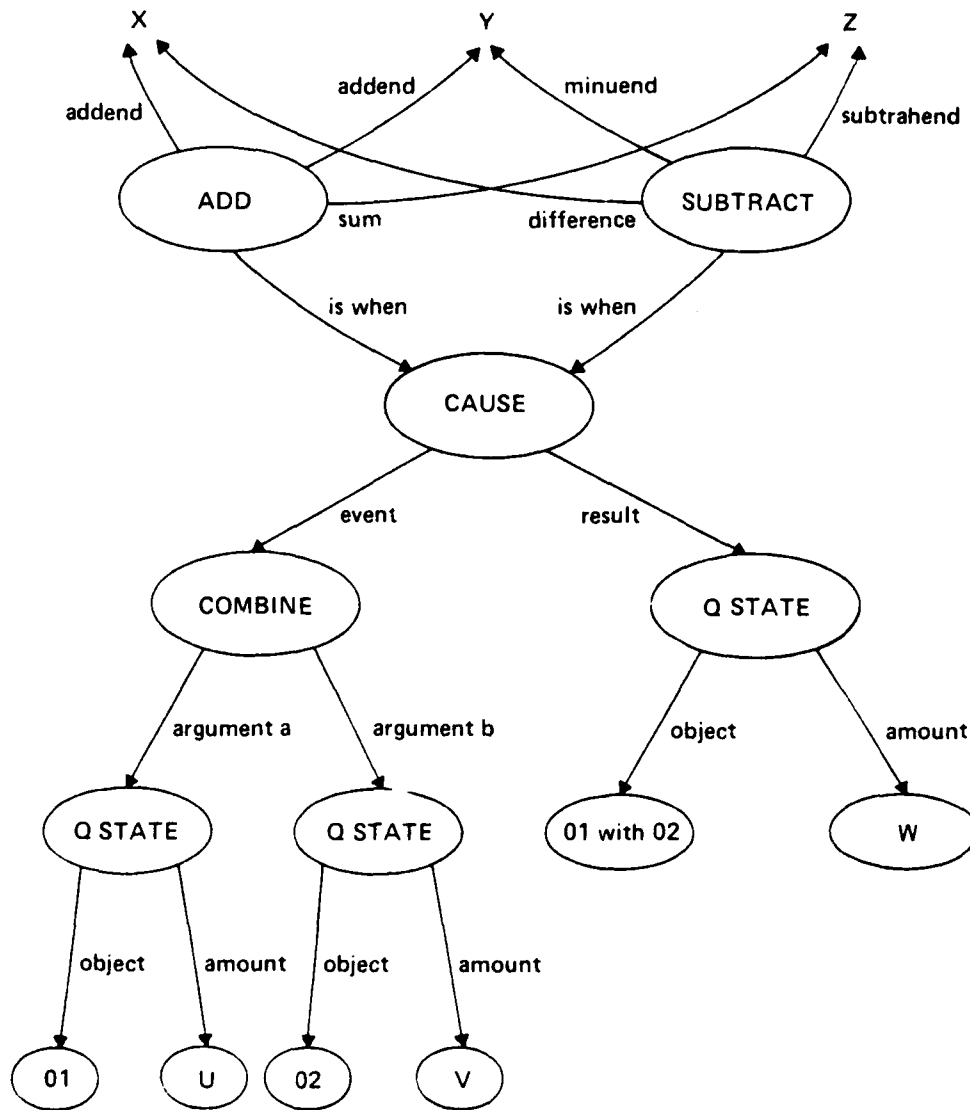 X Y Z
addend addend minuend subtrahend
ADD SUBTRACT
sum difference
is when is when
CAUSE
event result
COMBINE Q STATE
argument a argument b object amount
Q STATE Q STATE 01 with 02 W
object amount object amount
01 U 02 V